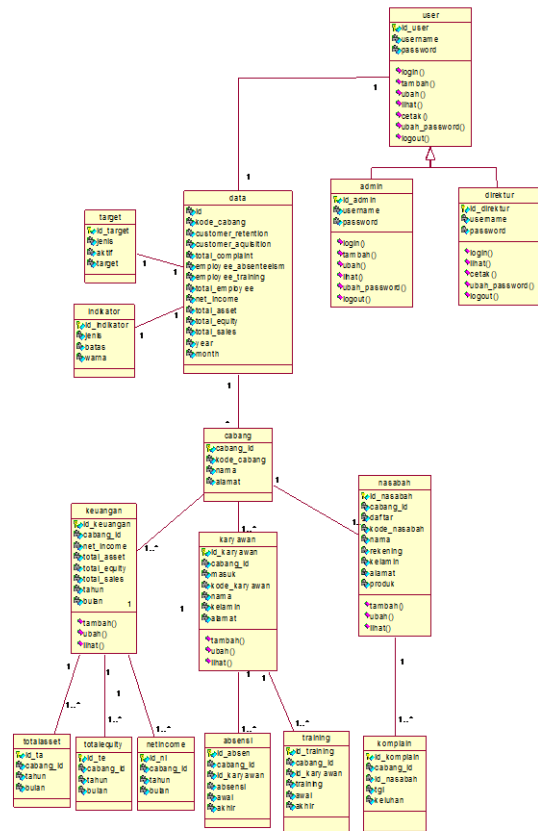 user
id_user
username
password
login()
tambah()
ubah()
lihat()
cetak()
ubah_password()
logout()
1
1
admin
id_admin
username
password
login()
tambah()
ubah()
lihat()
ubah_password()
logout()
direktur
id_direktur
username
password
login()
lihat()
cetak()
ubah_password()
logout()
data
id
kode_cabang
customer_retention
customer_aquisition
total_complaint
employee_absenteeism
employee_training
total_employee
net_income
total_asset
total_equity
total_sales
year
month
target
id_target
jenis
aktif
target
1
1
indikator
id_indikator
jenis
batas
warna
1
1
1
*
cabang
cabang_id
kode_cabang
nama
alamat
1
keuangan
id_keuangan
cabang_id
net_income
total_asset
total_equity
total_sales
tahun
bulan
1
tambah()
ubah()
lihat()
1..*
1..*
karyawan
id_karyawan
cabang_id
masuk
kode_karyawan
nama
kelamin
alamat
tambah()
ubah()
lihat()
1
1..
nasabah
id_nasabah
cabang_id
daftar
kode_nasabah
nama
rekening
kelamin
alamat
produk
tambah()
ubah()
lihat()
1
1
1
1
1
1
1..*
1..*
1..*
1..*
1..*
1..*
totalasset
id_ta
cabang_id
tahun
bulan
totalequity
id_te
cabang_id
tahun
bulan
netincome
id_ni
cabang_id
tahun
bulan
absensi
id_absen
cabang_id
id_karyawan
absensi
awal
akhir
training
id_training
cabang_id
id_karyawan
training
awal
akhir
komplain
id_komplain
cabang_id
id_nasabah
tgl
keluhan